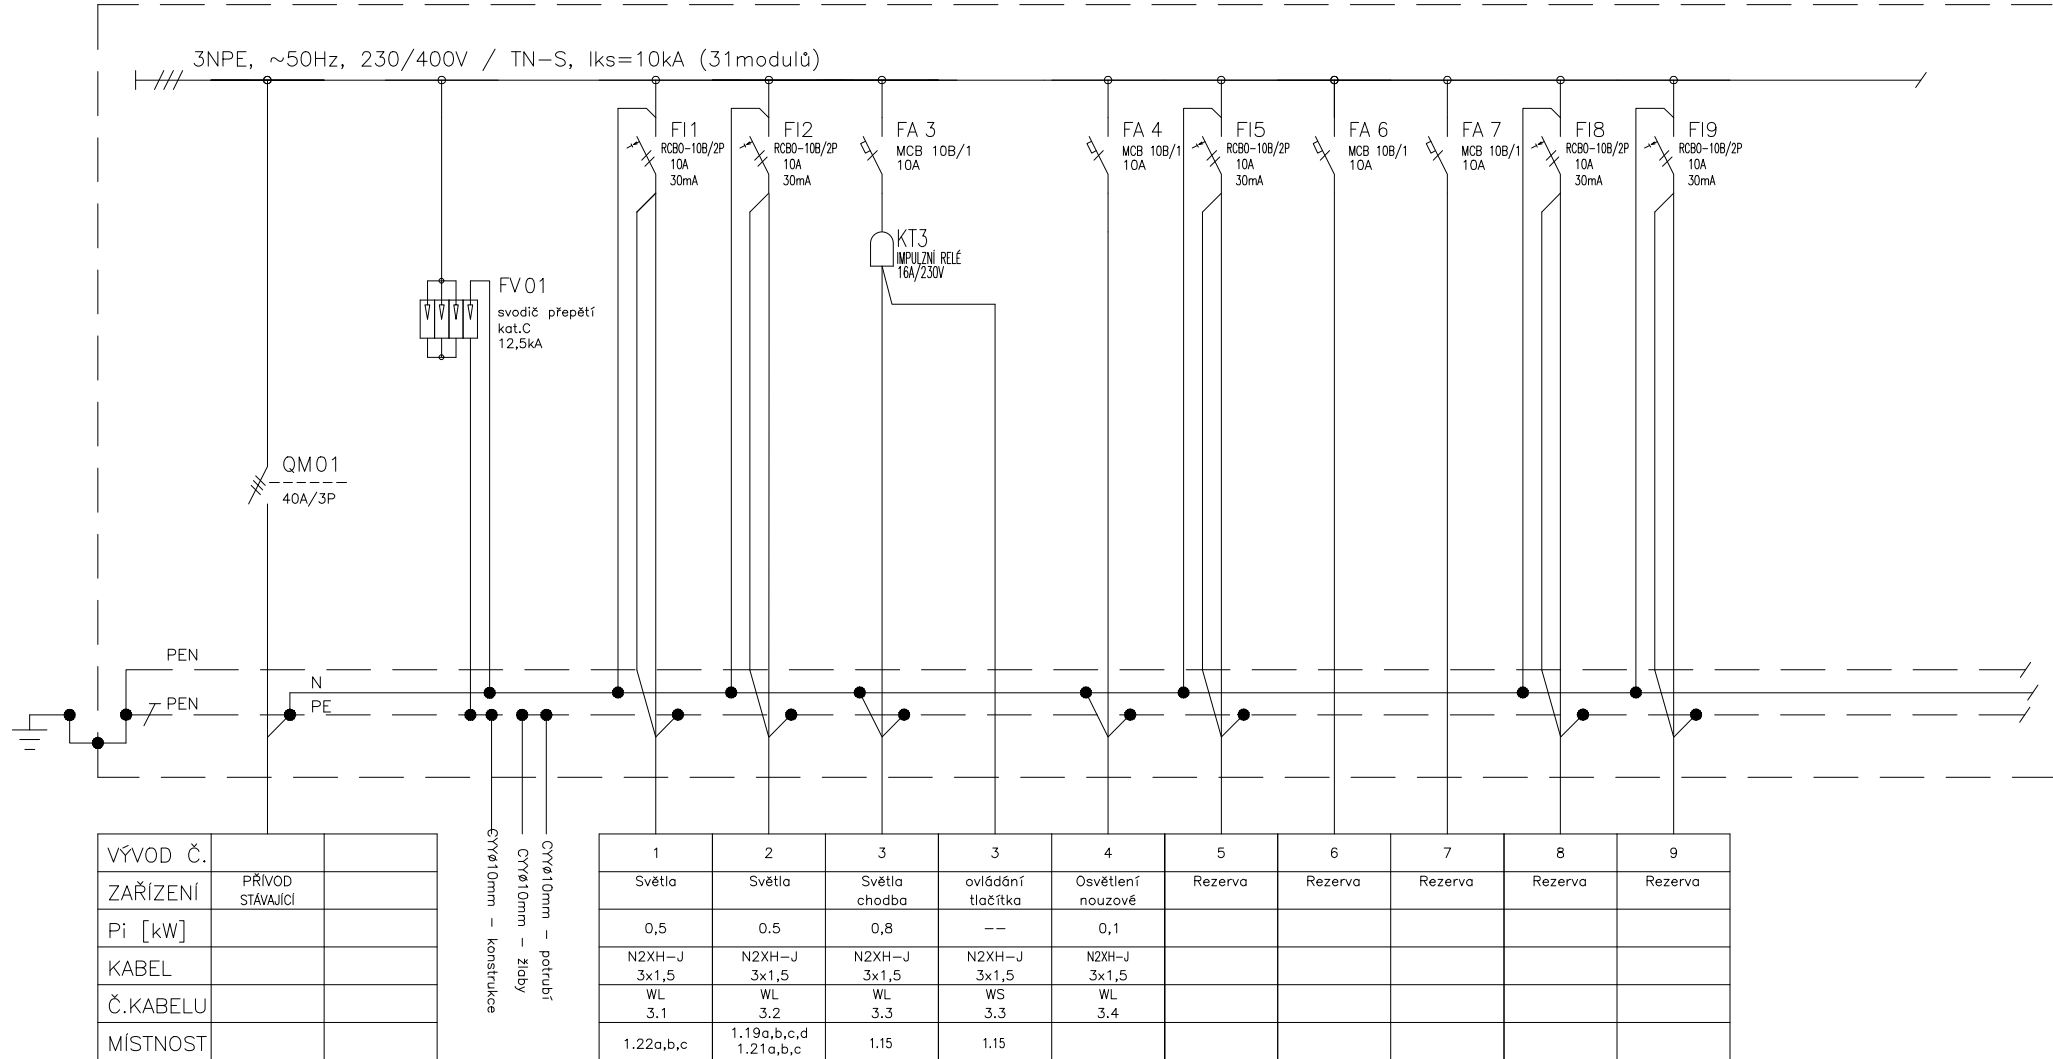 3NPE, ~50Hz, 230/400V / TN-S, Iks=10kA (31modulů)
FI1
RCBO-10B/2P
10A
30mA
FI2
RCBO-10B/2P
10A
30mA
FA 3
MCB 10B/1
10A
FA 4
MCB 10B/1
10A
FI5
RCBO-10B/2P
10A
30mA
FA 6
MCB 10B/1
10A
FA 7
MCB 10B/1
10A
FI8
RCBO-10B/2P
10A
30mA
FI9
RCBO-10B/2P
10A
30mA
KT3
IMPULZNÍ RELÉ
16A/230V
FV01
svodič přepětí
kat.C
12,5kA
QM01
40A/3P
PEN
N
PEN
PE
CYYø10mm - konstrukce
CYYø10mm - žlaby
CYYø10mm - potrubí
VÝVOD Č. 1 2 3 3 4 5 6 7 8 9
ZAŘÍZENÍ PŘÍVOD STÁVAJÍCÍ Světla Světla Světla chodba ovládání tlačítka Osvětlení nouzové Rezerva Rezerva Rezerva Rezerva Rezerva
Pi [kW] 0,5 0.5 0,8 -- 0,1
KABEL N2XH-J 3x1,5 N2XH-J 3x1,5 N2XH-J 3x1,5 N2XH-J 3x1,5 N2XH-J 3x1,5
Č.KABELU WL 3.1 WL 3.2 WL 3.3 WS 3.3 WL 3.4
MÍSTNOST 1.22a,b,c 1.19a,b,c,d 1.21a,b,c 1.15 1.15